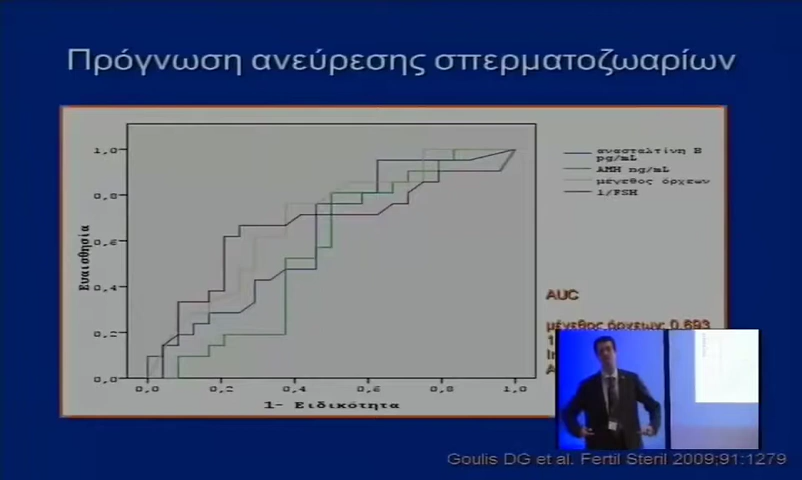 Πρόγνωση ανεύρεσης σπερματοζωαρίων
1,0
0,8
0,6
0,4
0,2
0,0
Ευαισθησία
0,0 0,2 0,4 0,6 0,8 1,0
1- Ειδικότητα
ανασταλτίνη Β
pg/mL
AMH ng/mL
μέγεθος όρχεων
1/FSH
AUC
μέγεθος όρχεων: 0.693
1
In
A
Goulis DG et al. Fertil Steril 2009;91:1279